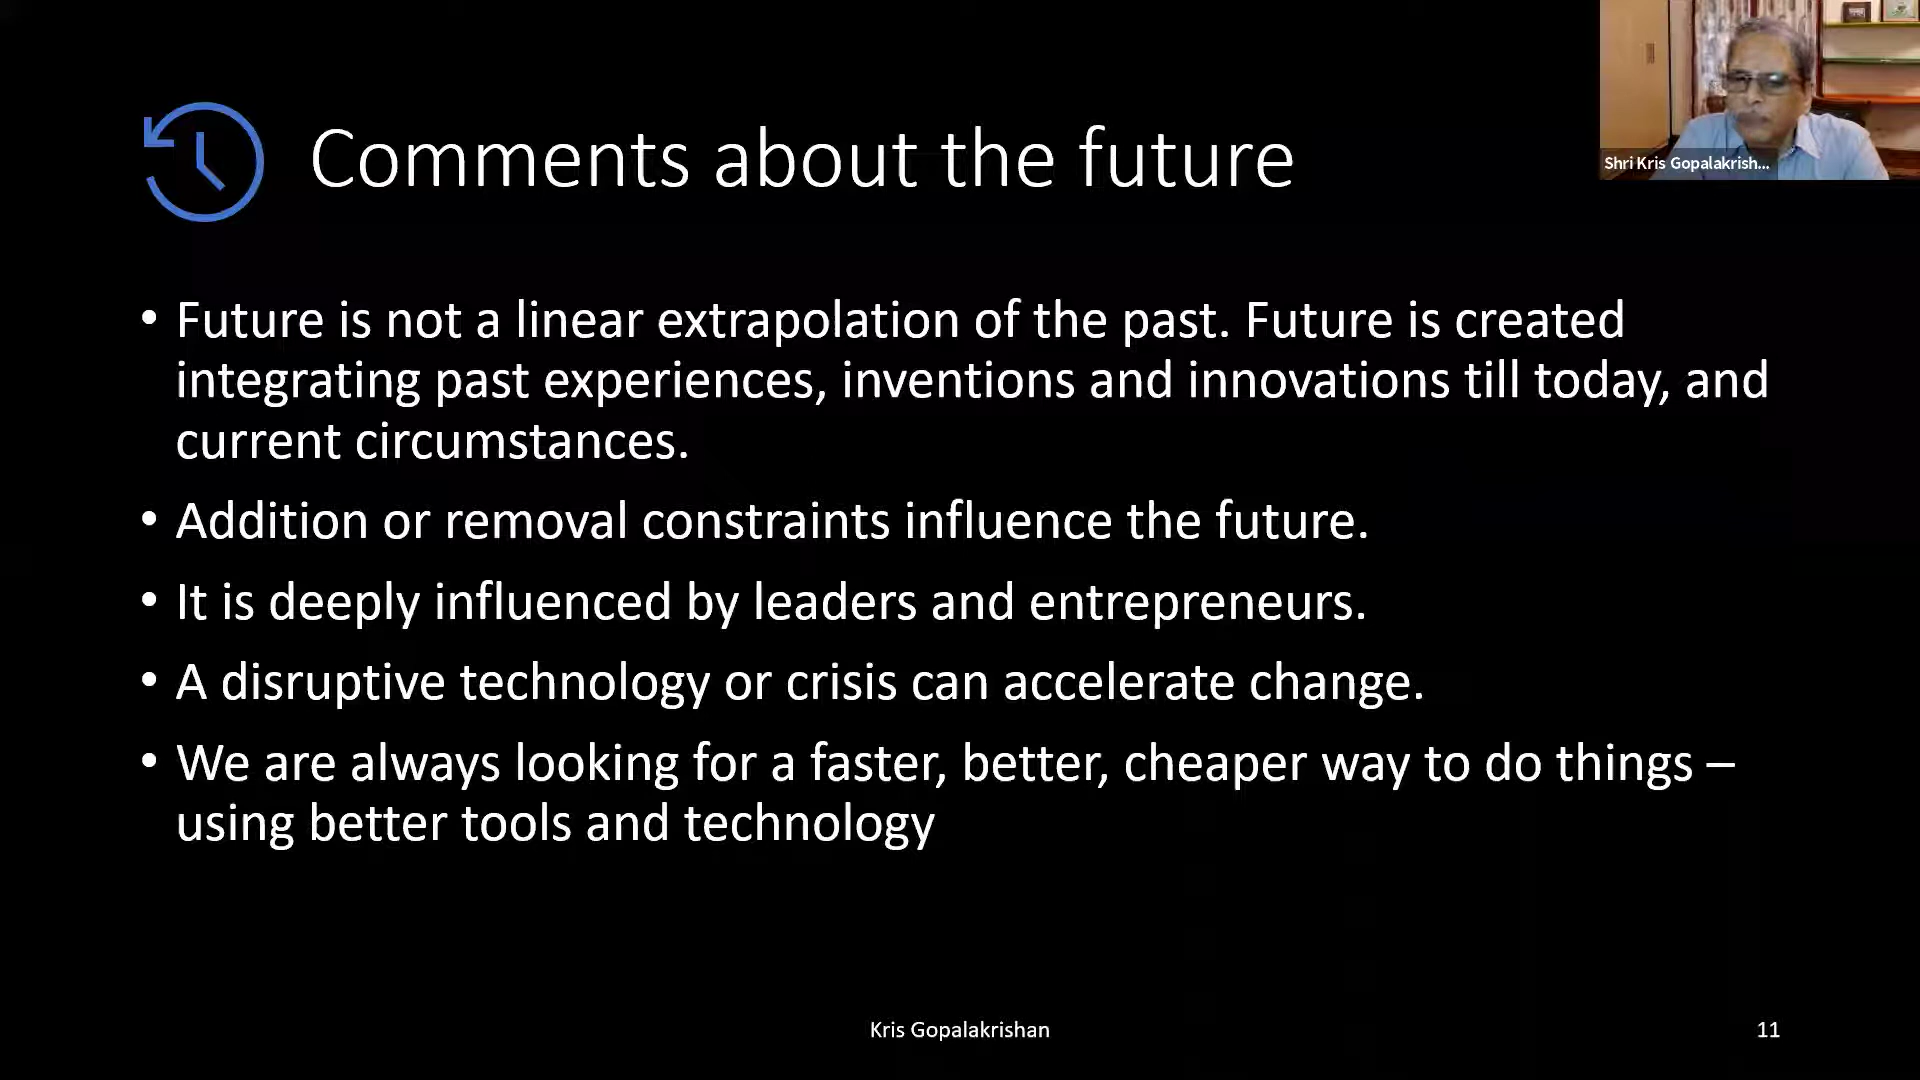 Comments about the future
Shri Kris Gopalakrish...
• Future is not a linear extrapolation of the past. Future is created
integrating past experiences, inventions and innovations till today, and
current circumstances.
• Addition or removal constraints influence the future.
• It is deeply influenced by leaders and entrepreneurs.
• A disruptive technology or crisis can accelerate change.
• We are always looking for a faster, better, cheaper way to do things –
using better tools and technology
Kris Gopalakrishan
11